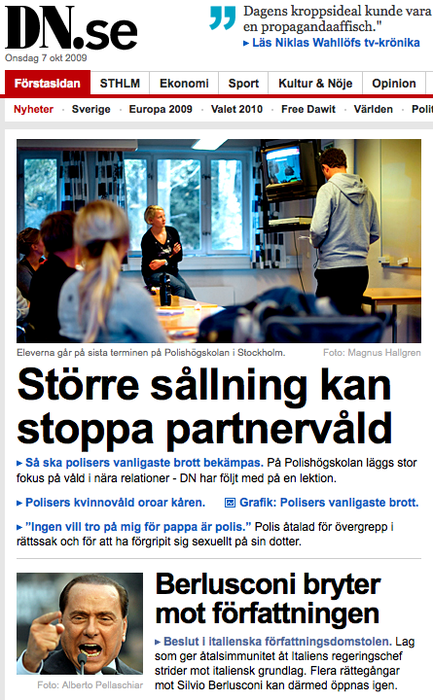 DN.se
Onsdag 7 okt 2009
Dagens kroppsideal kunde vara
en propagandaaffisch."
▸ Läs Niklas Wahllöfs tv-krönika
Förstasidan STHLM Ekonomi Sport Kultur & Nöje Opinion
Nyheter • Sverige • Europa 2009 • Valet 2010 • Free Dawit • Världen • Polit
Eleverna går på sista terminen på Polishögskolan i Stockholm. Foto: Magnus Hallgren
Större sållning kan
stoppa partnervåld
▸ Så ska polisers vanligaste brott bekämpas. På Polishögskolan läggs stor
fokus på våld i nära relationer - DN har följt med på en lektion.
▸ Polisers kvinnovåld oroar kåren. Grafik: Polisers vanligaste brott.
▸ "Ingen vill tro på mig för pappa är polis." Polis åtalad för övergrepp i
rättssak och för att ha förgripit sig sexuellt på sin dotter.
Berlusconi bryter
mot författningen
▸ Beslut i italienska författningsdomstolen. Lag
som ger åtalsimmunitet åt Italiens regeringschef
strider mot italiensk grundlag. Flera rättegångar
mot Silvio Berlusconi kan därmed öppnas igen.
Foto: Alberto Pellaschiar